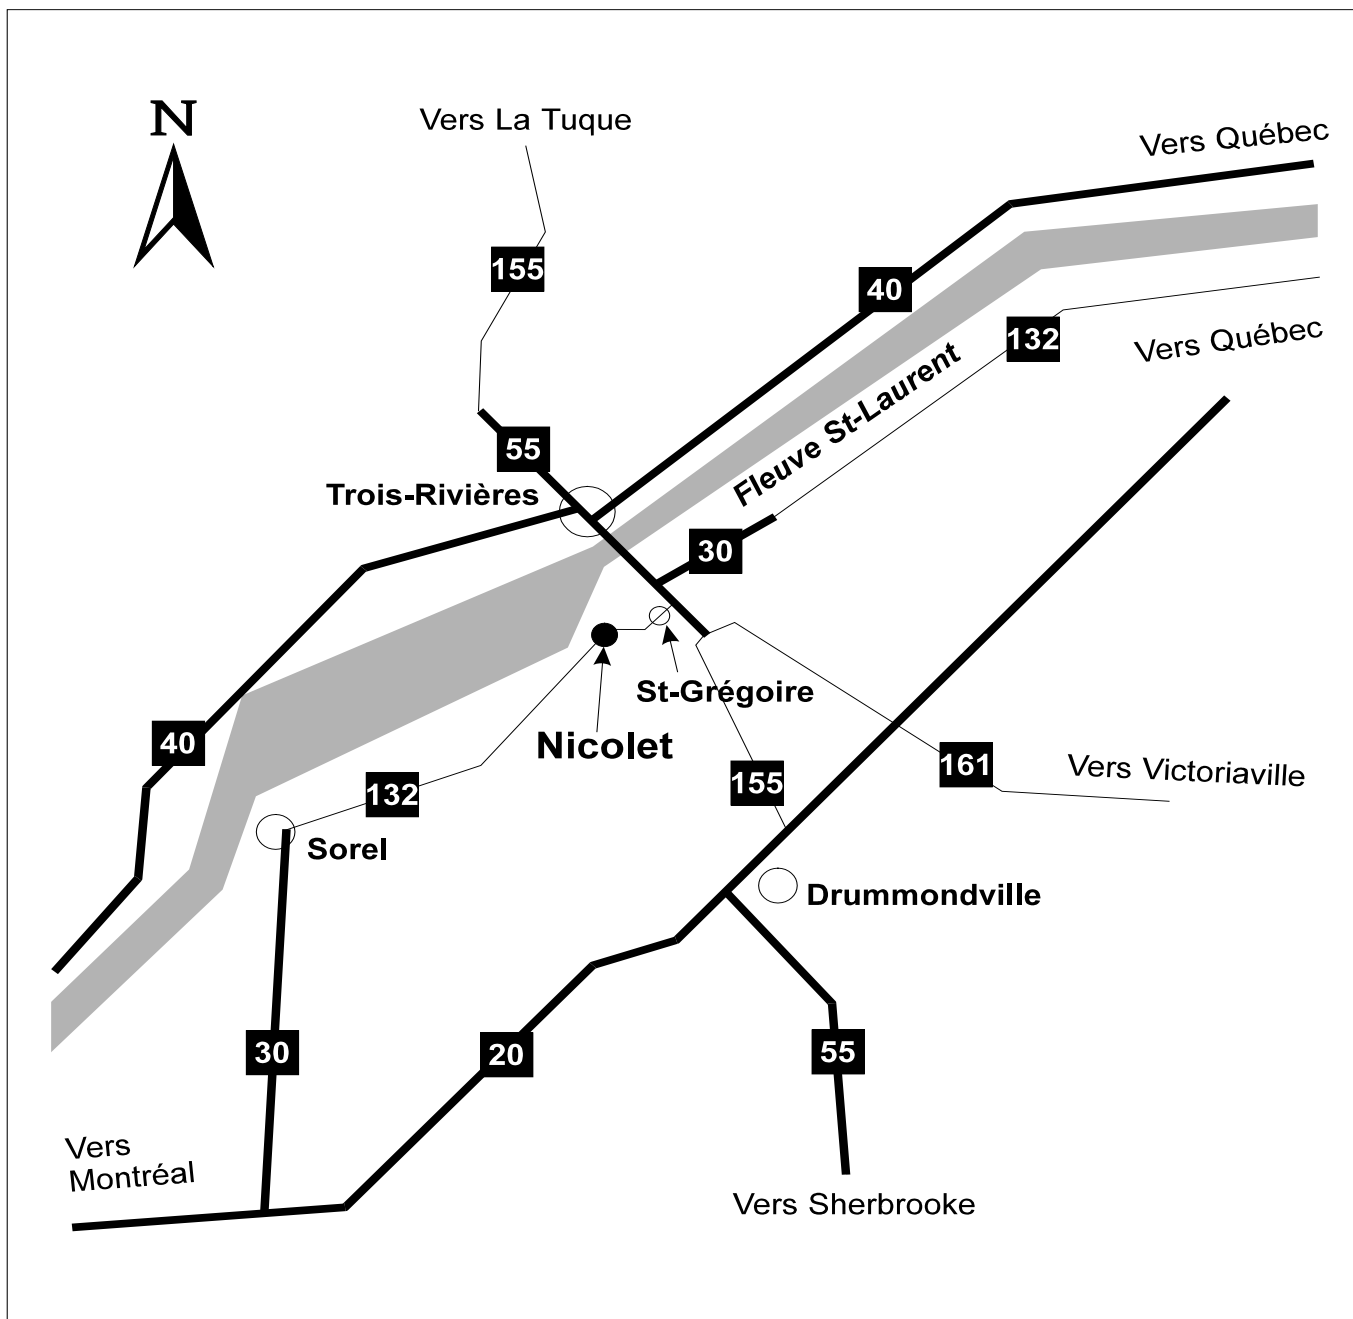 N
Vers La Tuque
Vers Québec
155
40
132
Vers Québec
Fleuve St-Laurent
55
Trois-Rivières
30
St-Grégoire
Nicolet
40
161
Vers Victoriaville
155
132
Sorel
Drummondville
30
20
55
Vers
Montréal
Vers Sherbrooke